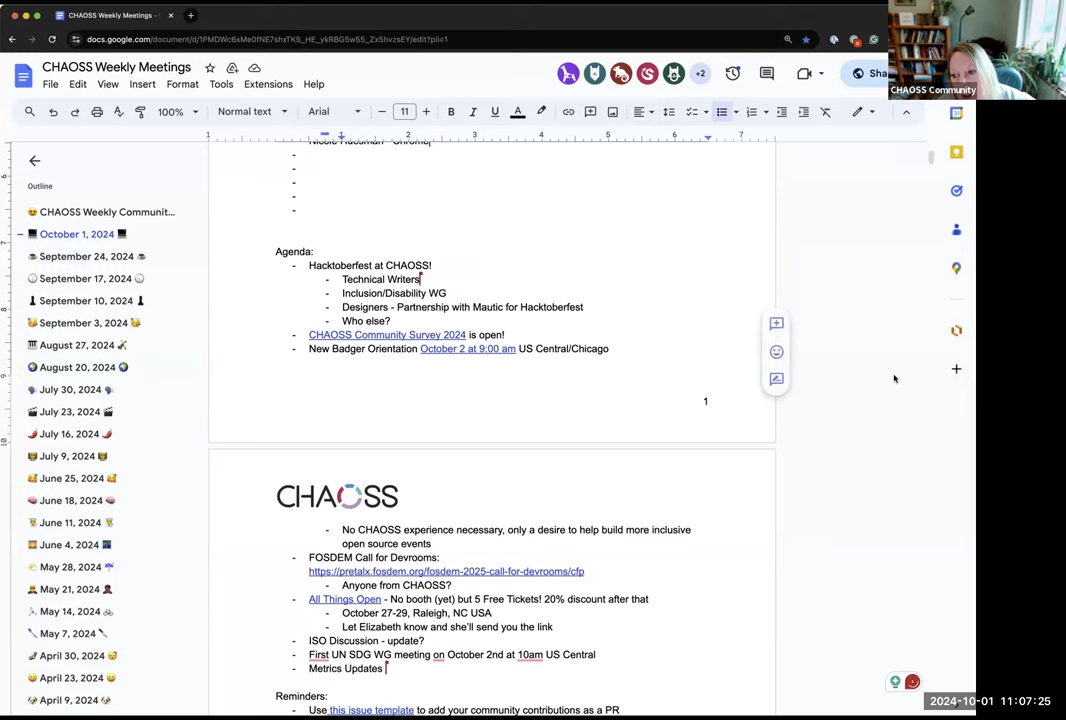 CHAOSS Weekly Meetings -
docs.google.com/document/d/1PMDWc6xMe0fNE7shxTK5_HE_ykRBG5w55_Zx5hvzsEY/edit?pli=1
CHAOSS Weekly Meetings
File Edit View Insert Format Tools Extensions Help
+2
Sha
CHAOSS Community
100% Normal text Arial 11
1 1 2 3 4 5 6 7
Outline
CHAOSS Weekly Communit...
October 1, 2024
September 24, 2024
September 17, 2024
September 10, 2024
September 3, 2024
August 27, 2024
August 20, 2024
July 30, 2024
July 23, 2024
July 16, 2024
July 9, 2024
June 25, 2024
June 18, 2024
June 11, 2024
June 4, 2024
May 28, 2024
May 21, 2024
May 14, 2024
May 7, 2024
April 30, 2024
April 23, 2024
April 9, 2024
-
-
-
-
-
Agenda:
- Hacktoberfest at CHAOSS!
- Technical Writers
- Inclusion/Disability WG
- Designers - Partnership with Mautic for Hacktoberfest
- Who else?
- CHAOSS Community Survey 2024 is open!
- New Badger Orientation October 2 at 9:00 am US Central/Chicago
1
CHAOSS
- No CHAOSS experience necessary, only a desire to help build more inclusive
open source events
- FOSDEM Call for Devrooms:
https://pretalx.fosdem.org/fosdem-2025-call-for-devrooms/cfp
- Anyone from CHAOSS?
- All Things Open - No booth (yet) but 5 Free Tickets! 20% discount after that
- October 27-29, Raleigh, NC USA
- Let Elizabeth know and she'll send you the link
- ISO Discussion - update?
- First UN SDG WG meeting on October 2nd at 10am US Central
- Metrics Updates
Reminders:
- Use this issue template to add your community contributions as a PR
2024-10-01 11:07:25